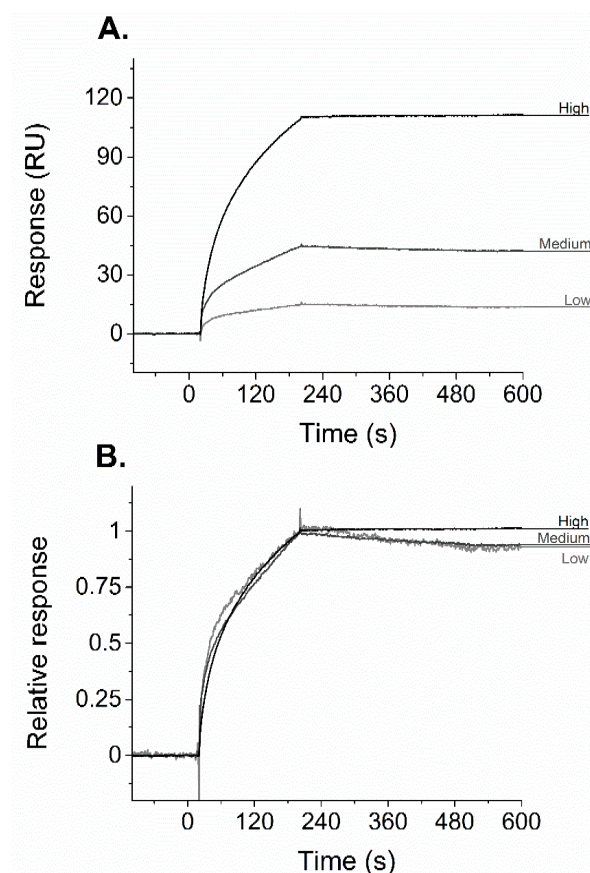 A.
120
90
60
30
0
Response (RU)
High
Medium
Low
0 120 240 360 480 600
Time (s)
B.
1
0.75
0.5
0.25
0
Relative response
High
Medium
Low
0 120 240 360 480 600
Time (s)